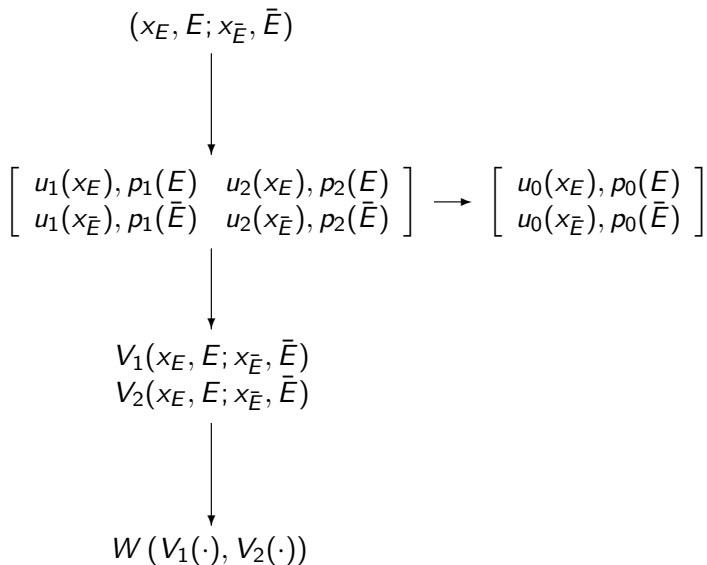 (x_E, E; x_Ē, Ē)
[ u_1(x_E), p_1(E) u_2(x_E), p_2(E) ] → [ u_0(x_E), p_0(E) ]
[ u_1(x_Ē), p_1(Ē) u_2(x_Ē), p_2(Ē) ] → [ u_0(x_Ē), p_0(Ē) ]
V_1(x_E, E; x_Ē, Ē)
V_2(x_E, E; x_Ē, Ē)
W (V_1(·), V_2(·))